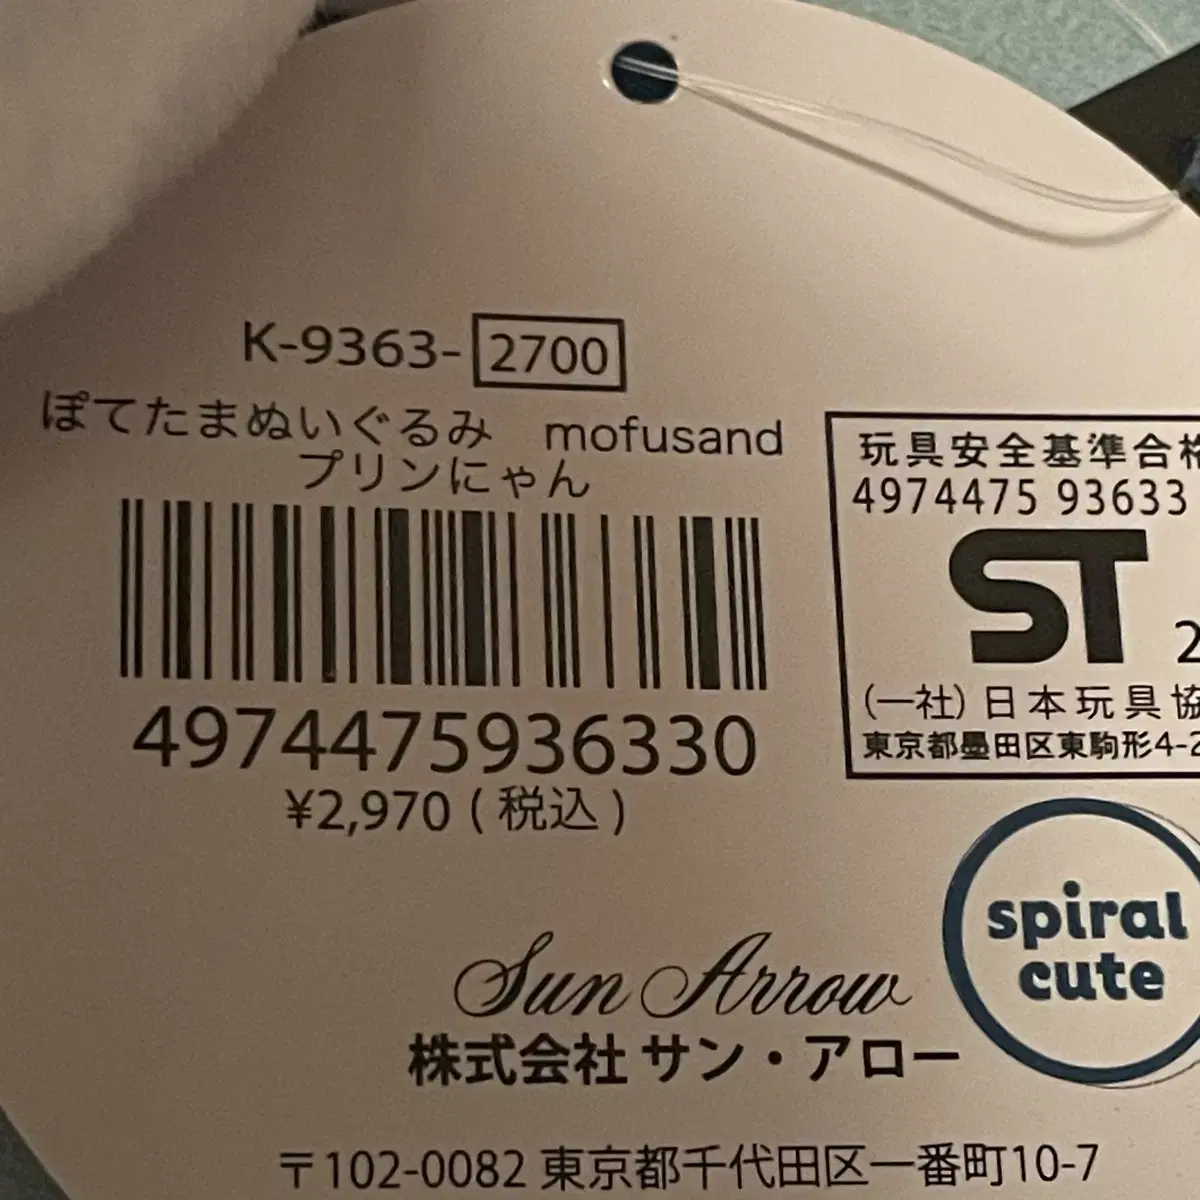 K-9363- 2700
ぽてたまぬいぐるみ mofusand
プリンにゃん
4974475936330
¥2,970 ( 税込 )
玩具安全基準合格
4974475 93633
ST 2
(一社) 日本玩具協
東京都墨田区東駒形4-2
spiral
cute
Sun Arrow
株式会社 サン・アロー
〒102-0082 東京都千代田区一番町10-7